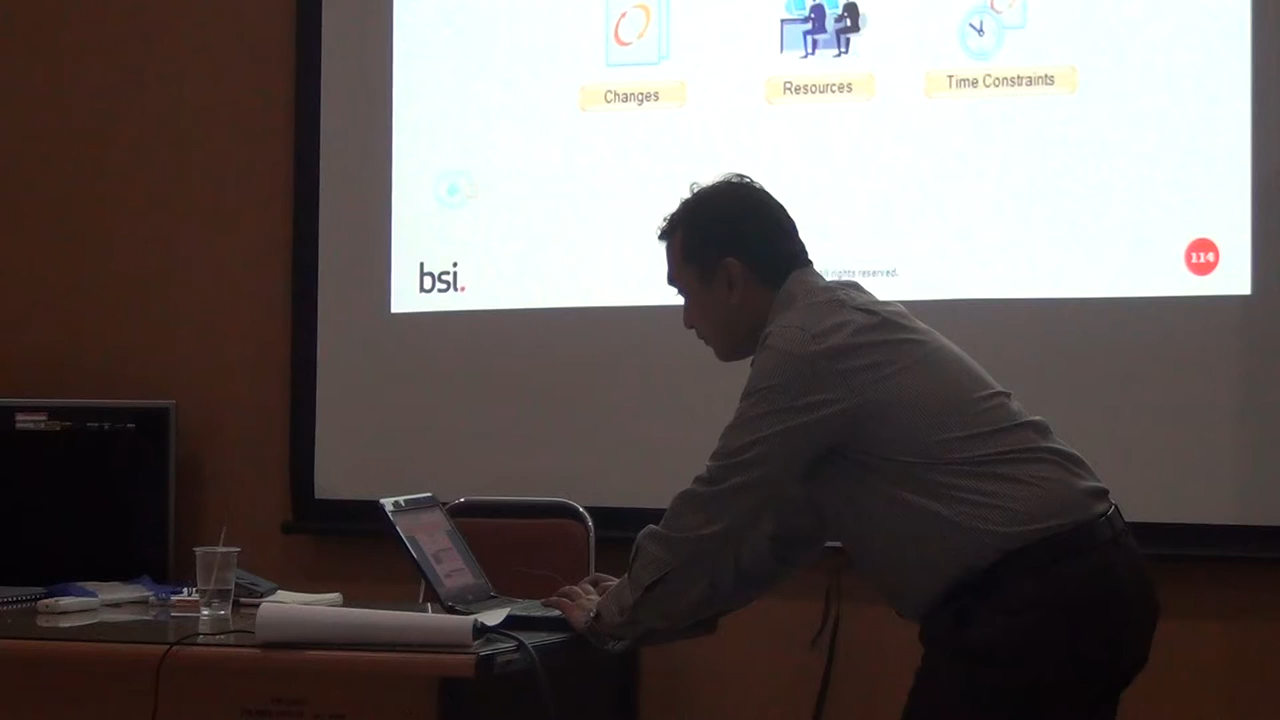 Changes
Resources
Time Constraints
bsi.
rights reserved.
114